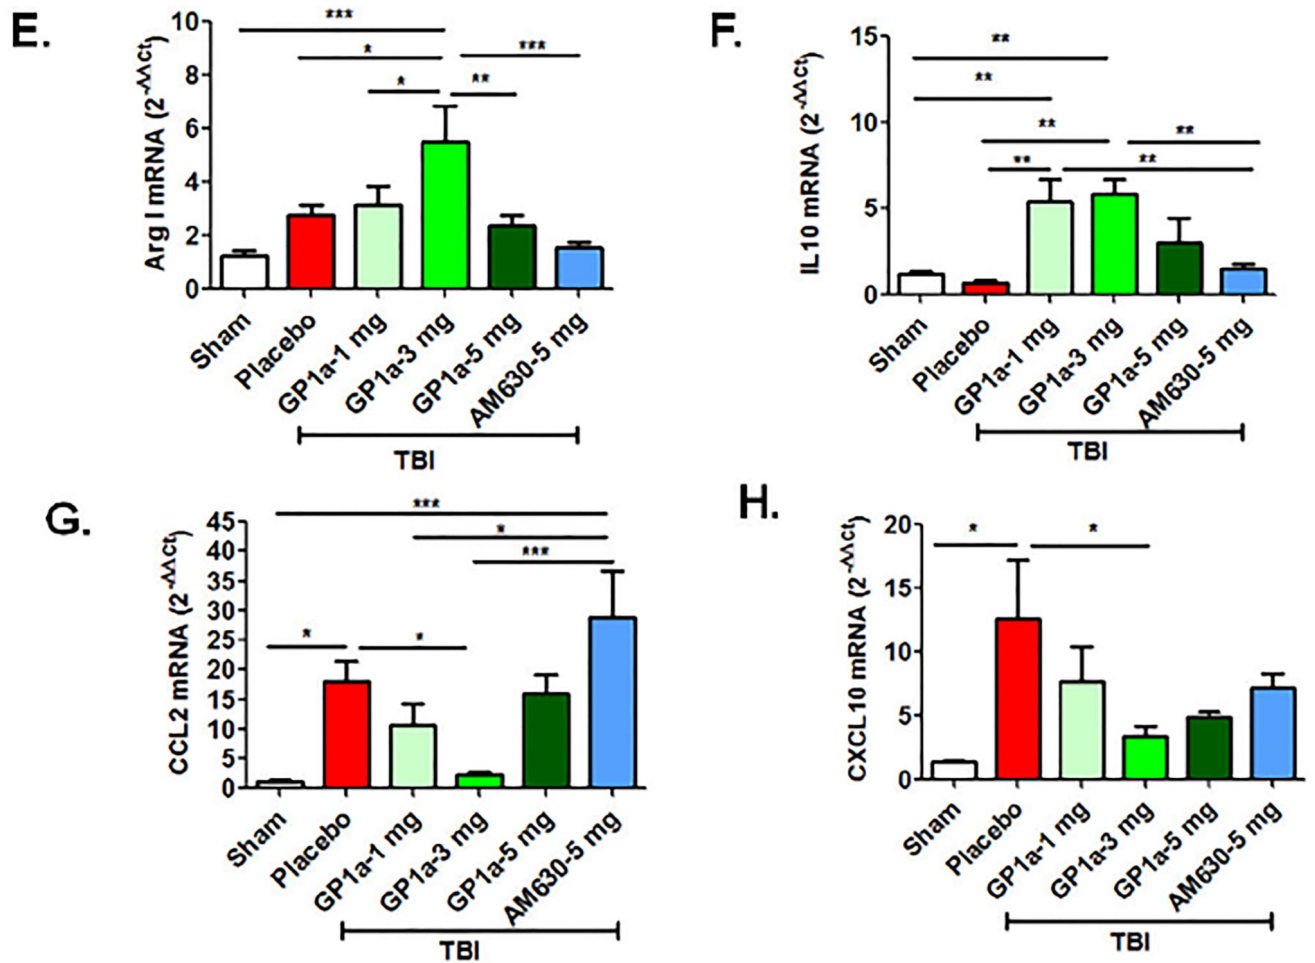 E.
Arg I mRNA (2^-ΔΔCt)
10
8
6
4
2
0
***
*
***
*
**
Sham
Placebo
GP1a-1 mg
GP1a-3 mg
GP1a-5 mg
AM630-5 mg
TBI
F.
IL10 mRNA (2^-ΔΔCt)
15
10
5
0
**
**
**
**
**
**
Sham
Placebo
GP1a-1 mg
GP1a-3 mg
GP1a-5 mg
AM630-5 mg
TBI
G.
CCL2 mRNA (2^-ΔΔCt)
45
40
35
30
25
20
15
10
5
0
***
*
***
*
*
Sham
Placebo
GP1a-1 mg
GP1a-3 mg
GP1a-5 mg
AM630-5 mg
TBI
H.
CXCL10 mRNA (2^-ΔΔCt)
20
15
10
5
0
*
*
Sham
Placebo
GP1a-1 mg
GP1a-3 mg
GP1a-5 mg
AM630-5 mg
TBI